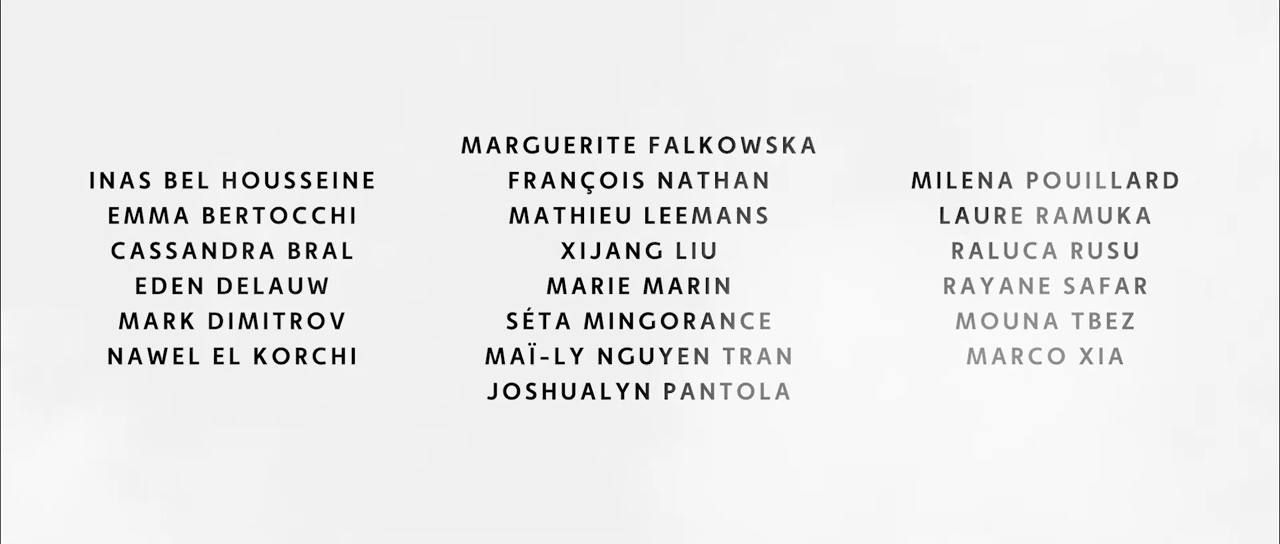 INAS BEL HOUSSEINE
EMMA BERTOCCHI
CASSANDRA BRAL
EDEN DELAUW
MARK DIMITROV
NAWEL EL KORCHI
MARGUERITE FALKOWSKA
FRANÇOIS NATHAN
MATHIEU LEEMANS
XIJANG LIU
MARIE MARIN
SÉTA MINGORANCE
MAÏ-LY NGUYEN TRAN
JOSHUALYN PANTOLA
MILENA POUILLARD
LAURE RAMUKA
RALUCA RUSU
RAYANE SAFAR
MOUNA TBEZ
MARCO XIA